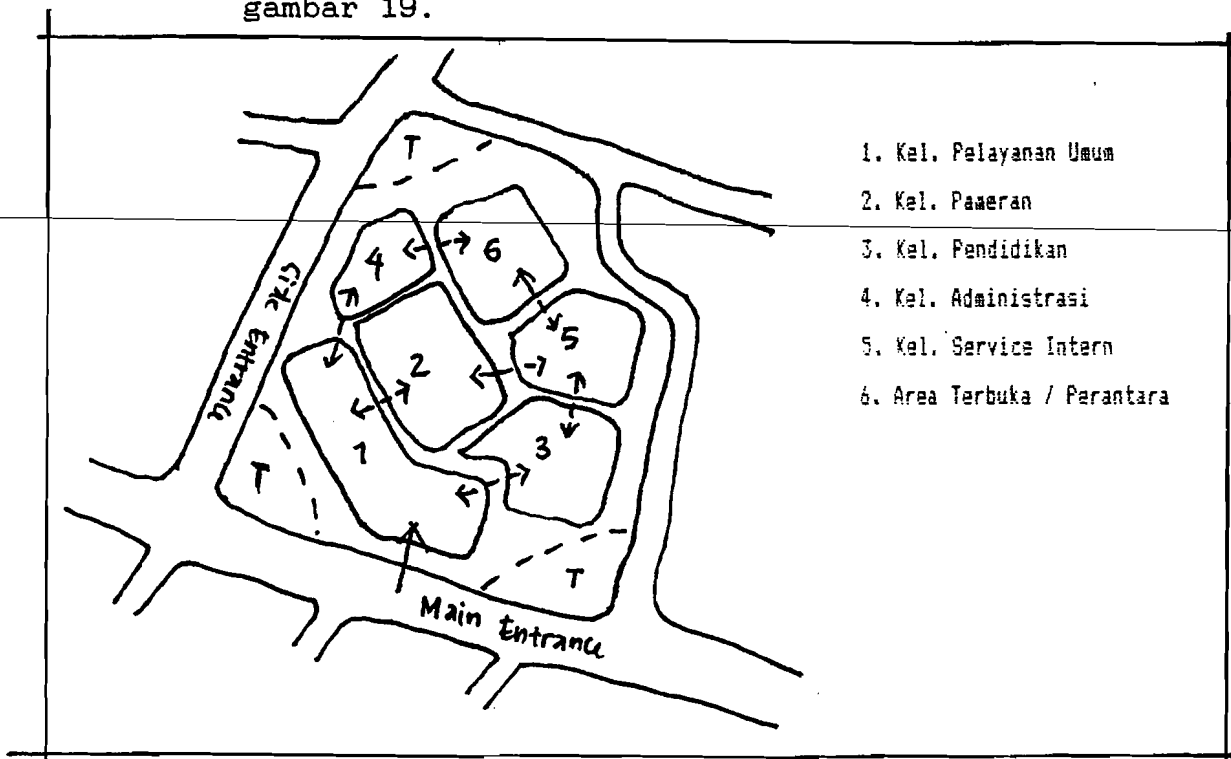 gambar 19.
1. Kel. Pelayanan Umum
2. Kel. Pameran
3. Kel. Pendidikan
4. Kel. Administrasi
5. Kel. Service Intern
6. Area Terbuka / Perantara
T
4
6
Side Entrance
5
2
1
3
T
T
Main Entrance